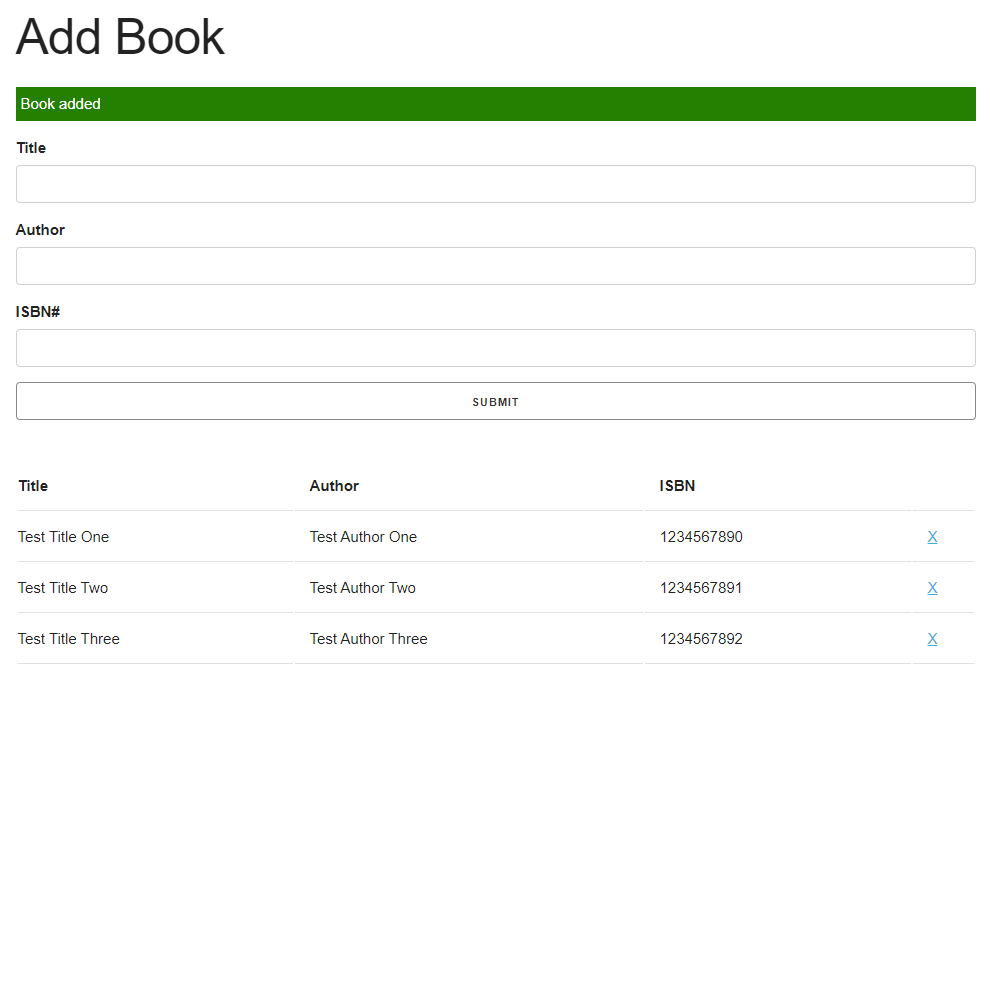 Add Book
Book added
Title
Author
ISBN#
SUBMIT
Title Author ISBN
Test Title One Test Author One 1234567890 X
Test Title Two Test Author Two 1234567891 X
Test Title Three Test Author Three 1234567892 X